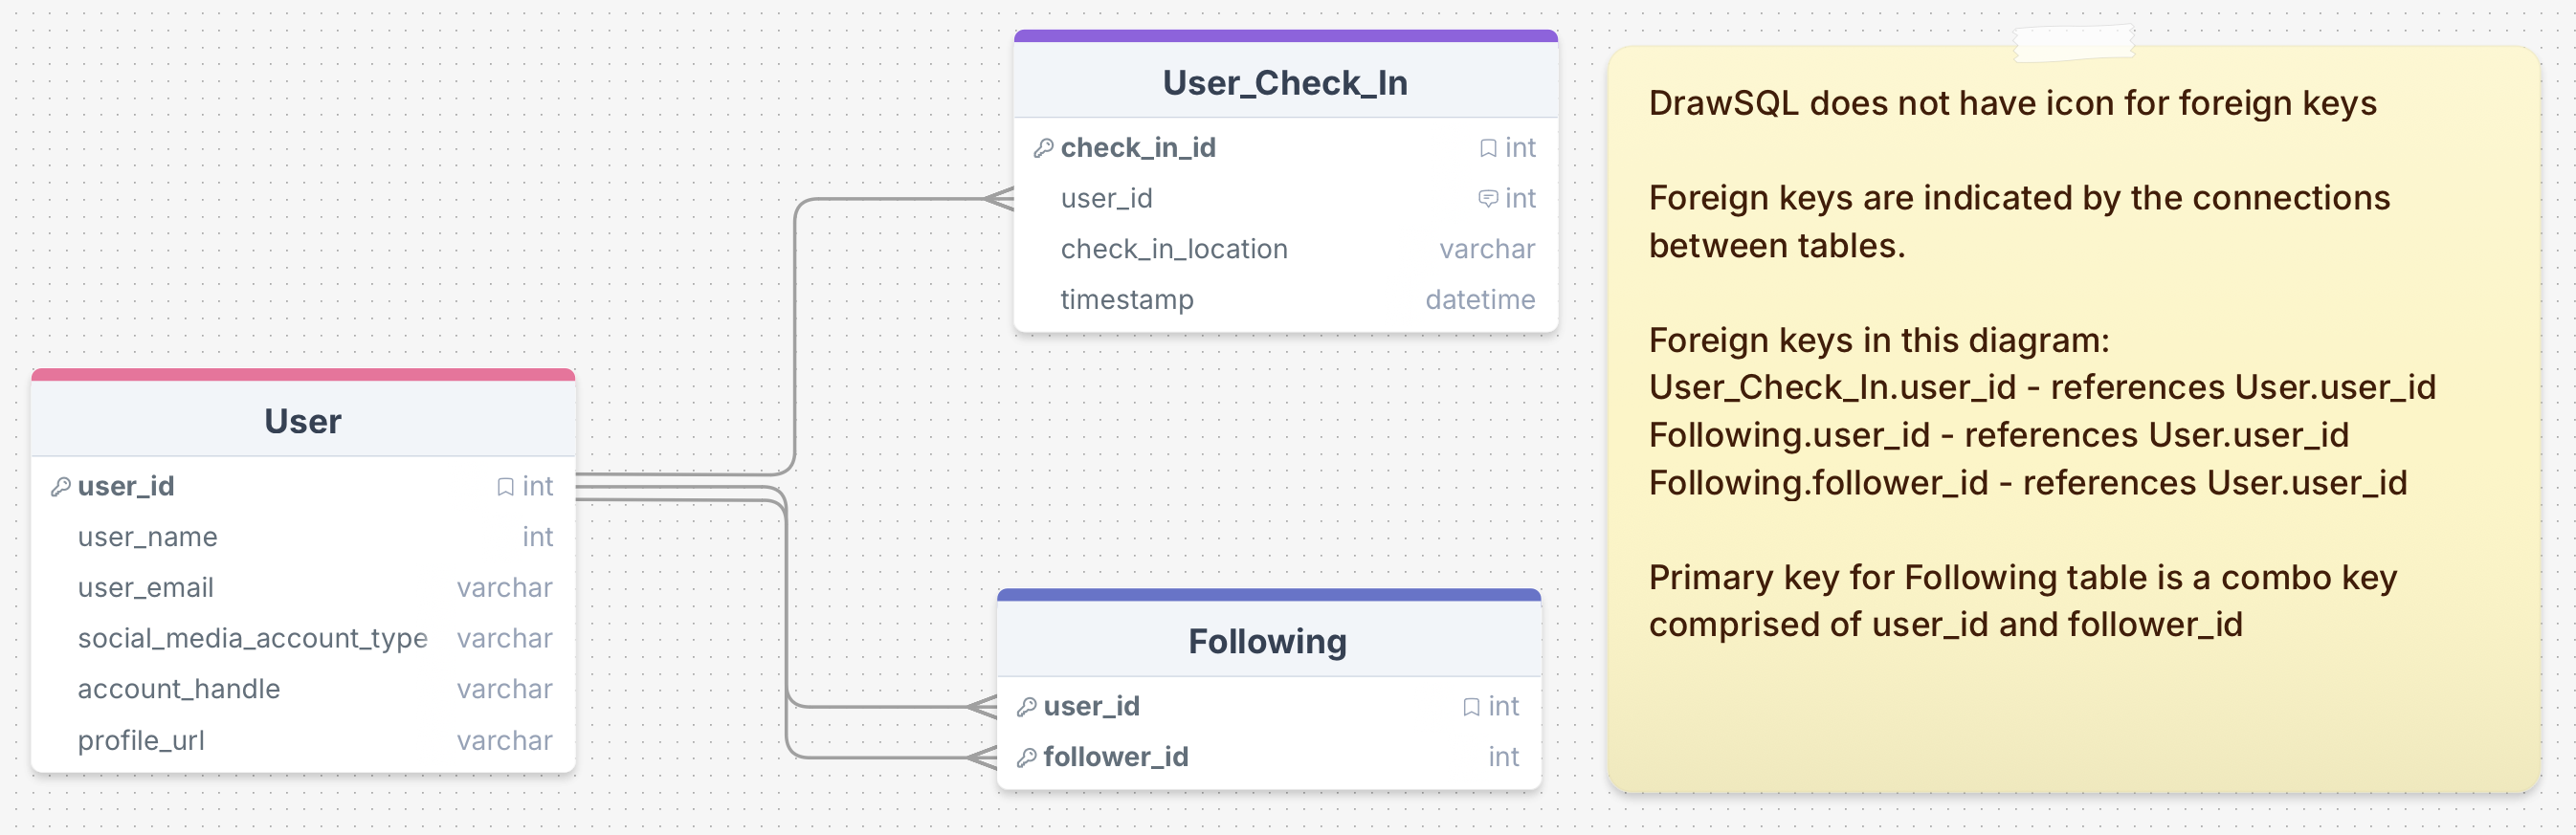 User_Check_In
check_in_id int
user_id int
check_in_location varchar
timestamp datetime
User
user_id int
user_name int
user_email varchar
social_media_account_type varchar
account_handle varchar
profile_url varchar
Following
user_id int
follower_id int
DrawSQL does not have icon for foreign keys
Foreign keys are indicated by the connections
between tables.
Foreign keys in this diagram:
User_Check_In.user_id - references User.user_id
Following.user_id - references User.user_id
Following.follower_id - references User.user_id
Primary key for Following table is a combo key
comprised of user_id and follower_id